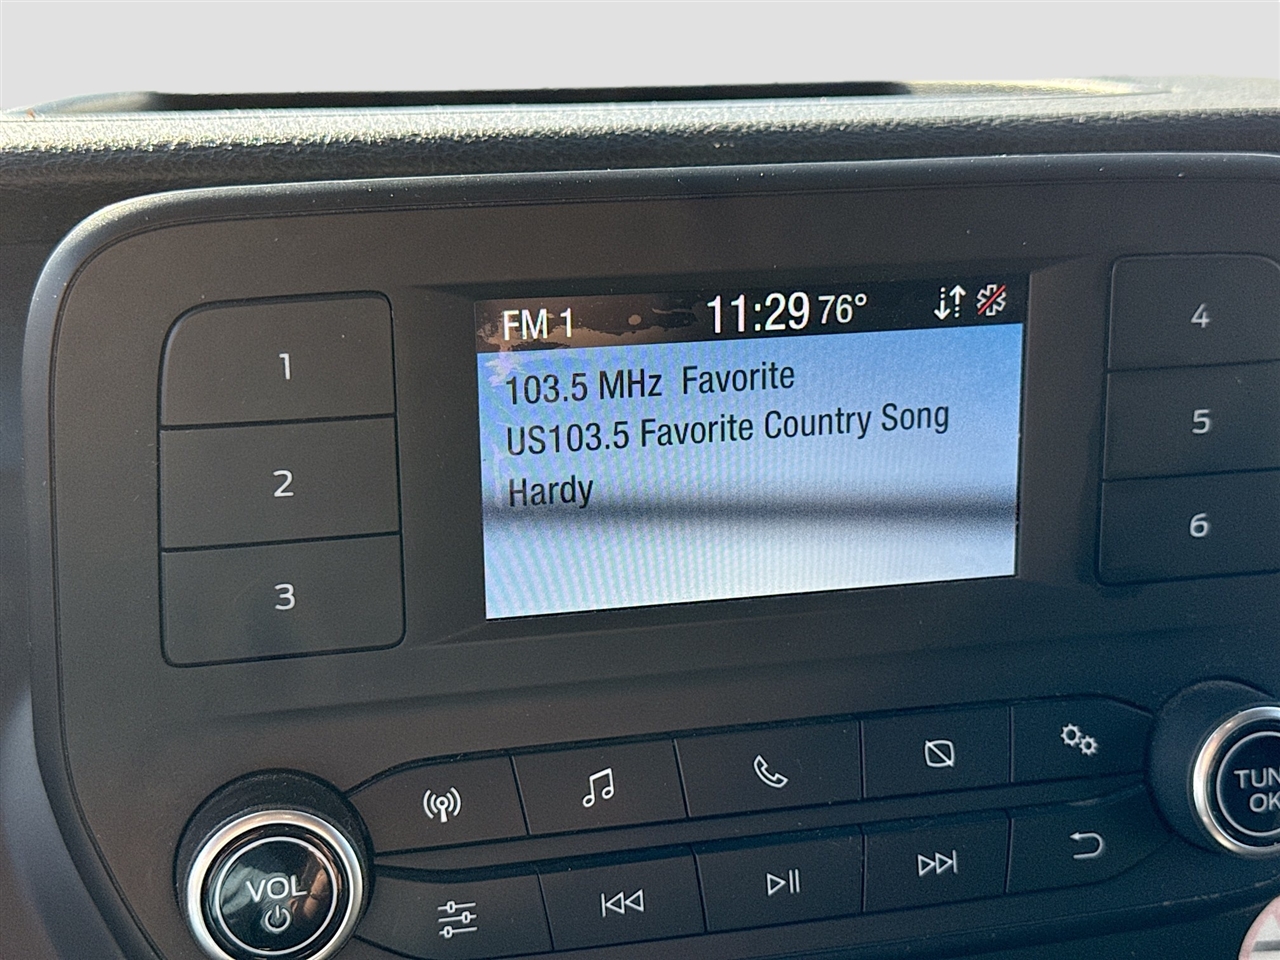 FM 1 11:29 76°
103.5 MHz Favorite
US103.5 Favorite Country Song
Hardy
1
2
3
4
5
6
VOL
TUN
OK